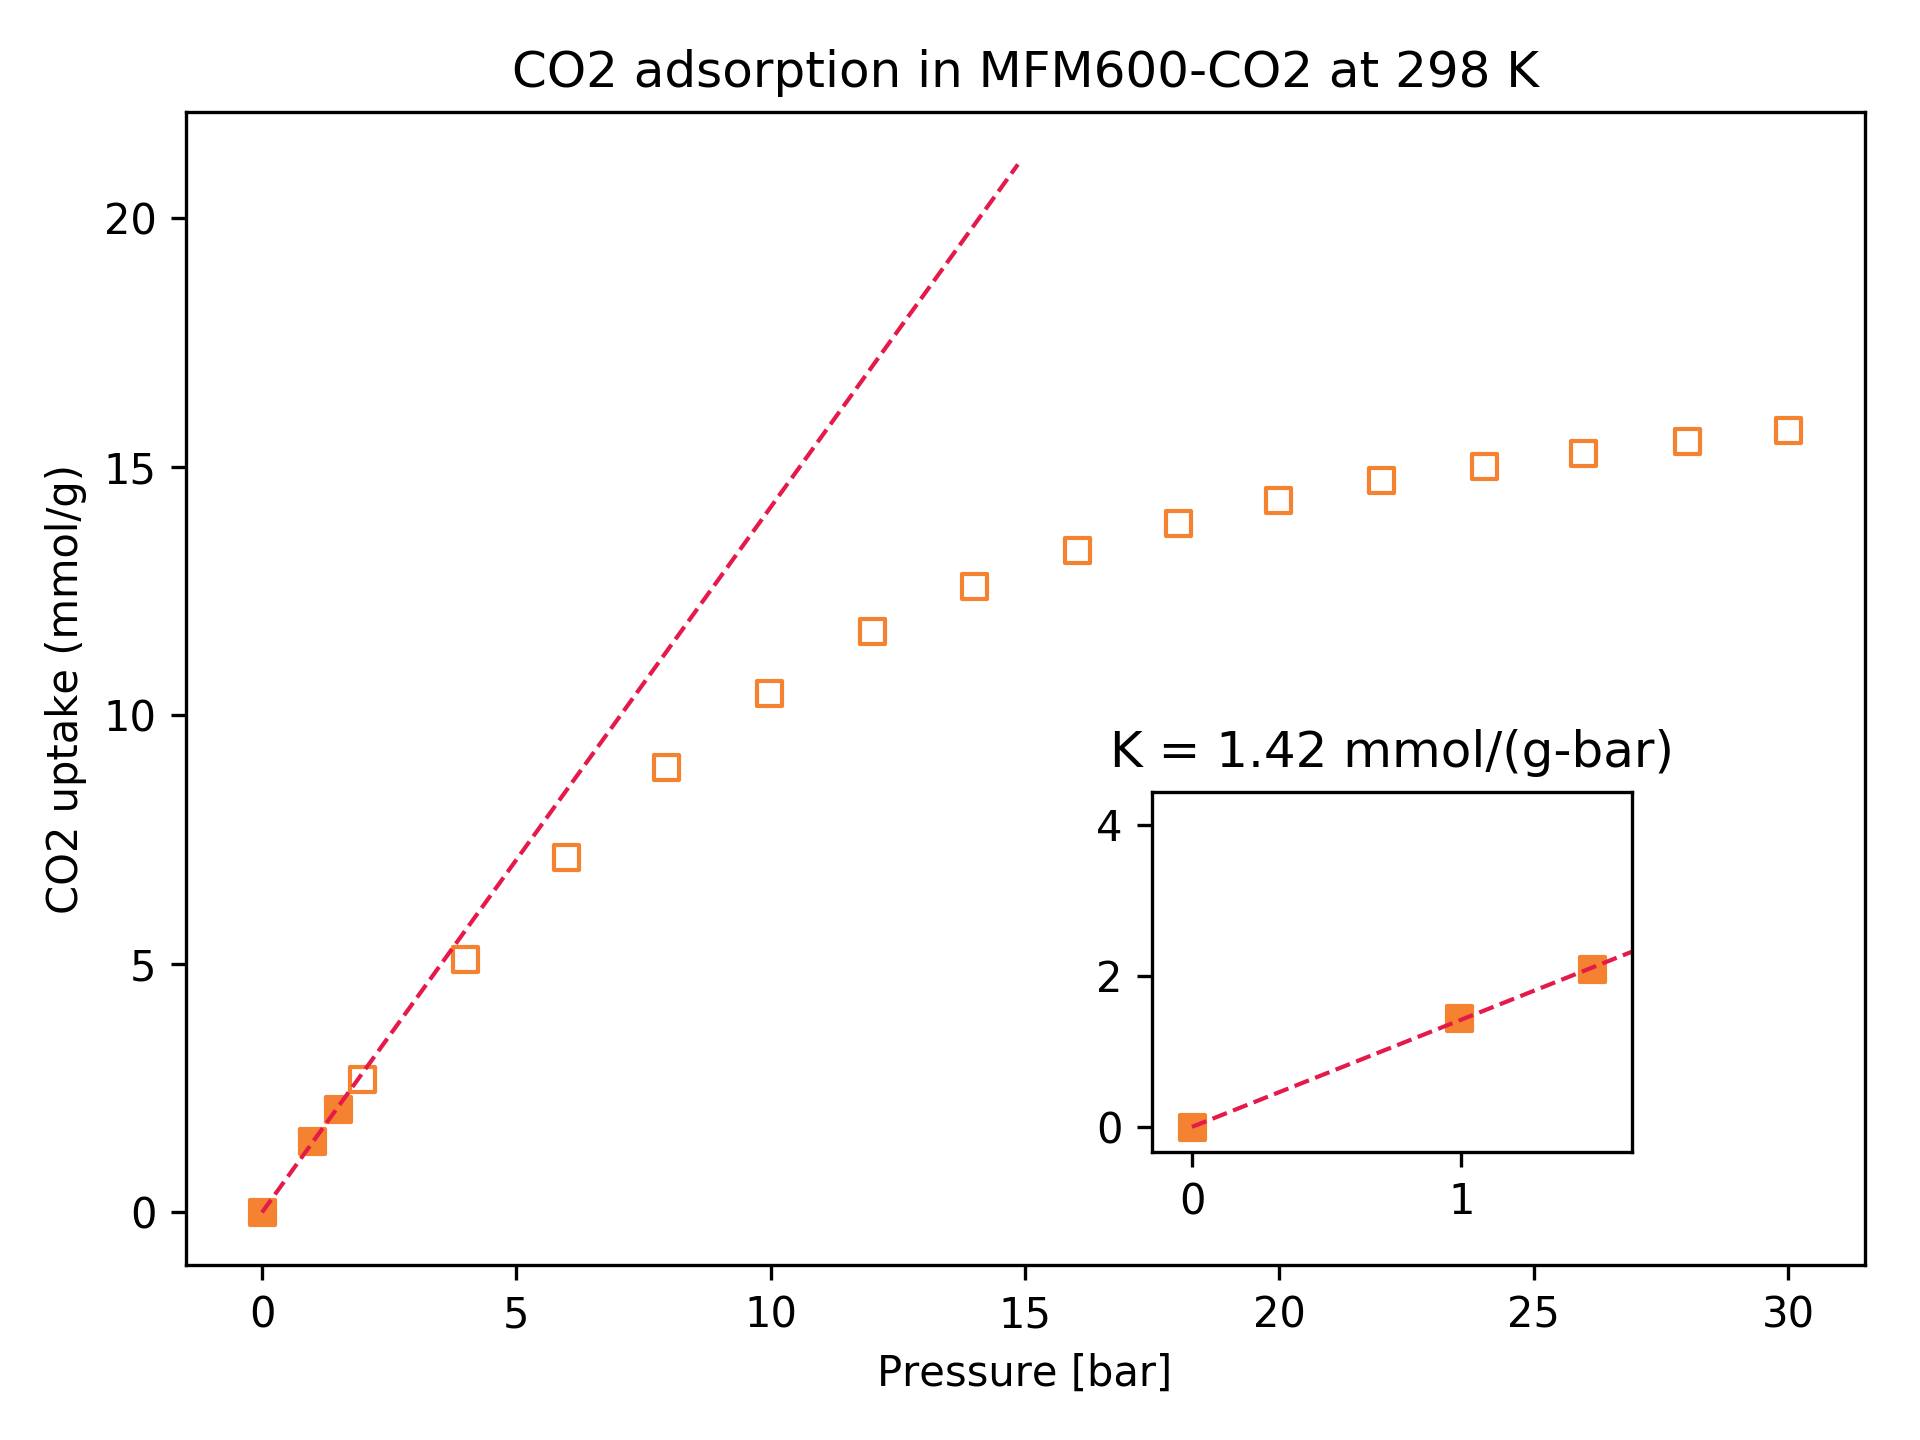 CO2 adsorption in MFM600-CO2 at 298 K
CO2 uptake (mmol/g)
20
15
10
5
0
K = 1.42 mmol/(g-bar)
4
2
0
0 1
0 5 10 15 20 25 30
Pressure [bar]